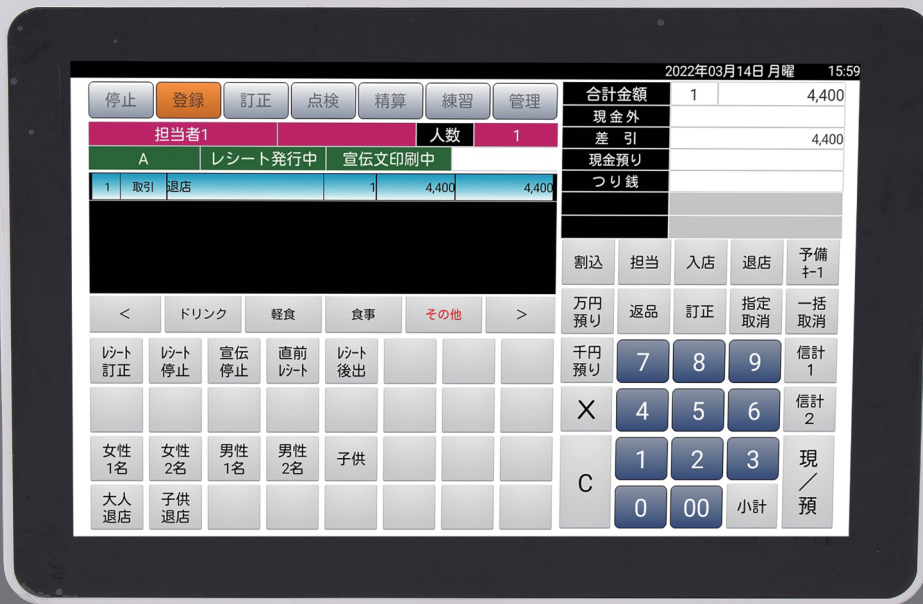 2022年03月14日 月曜 15:59
停止 登録 訂正 点検 精算 練習 管理
担当者1 人数 1
A レシート発行中 宣伝文印刷中
1 取引 退店 1 4,400 4,400
合計金額 1 4,400
現金外
差引 4,400
現金預り
つり銭
< ドリンク 軽食 食事 その他 >
レシート訂正 レシート停止 宣伝停止 直前レシート レシート後出
女性1名 女性2名 男性1名 男性2名 子供
大人退店 子供退店
割込 担当 入店 退店 予備キー1
万円預り 返品 訂正 指定取消 一括取消
千円預り 7 8 9 信計1
X 4 5 6 信計2
C 1 2 3 現/預
0 00 小計